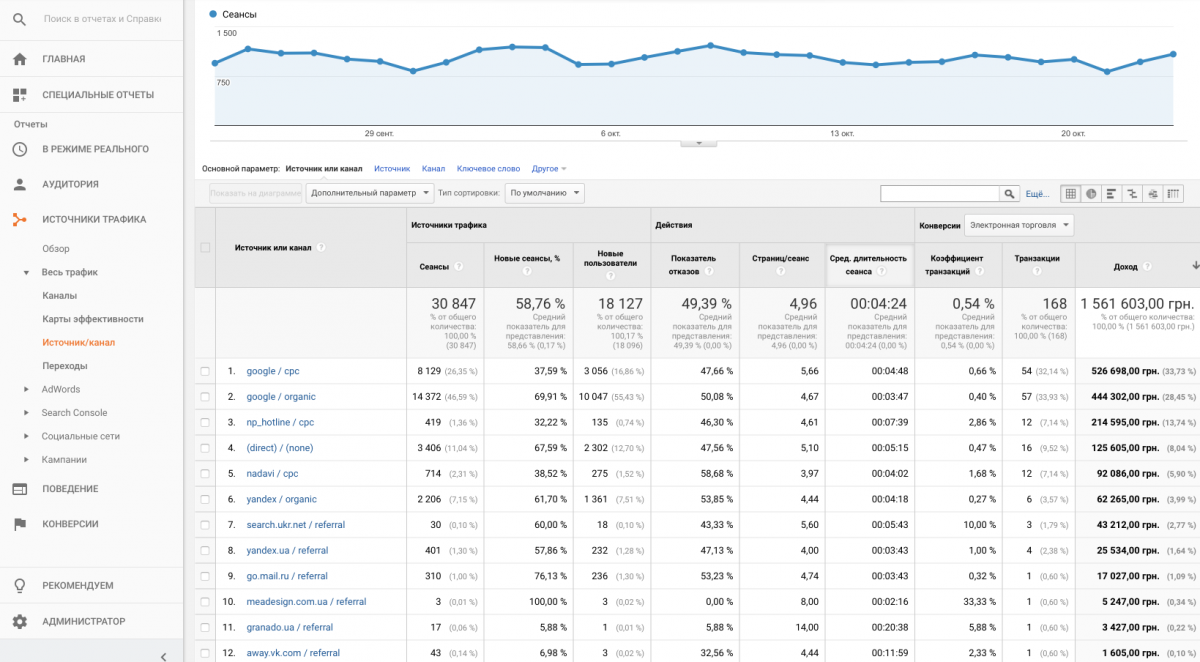 Поиск в отчетах и Справке
ГЛАВНАЯ
СПЕЦИАЛЬНЫЕ ОТЧЕТЫ
Отчеты
В РЕЖИМЕ РЕАЛЬНОГО
АУДИТОРИЯ
ИСТОЧНИКИ ТРАФИКА
Обзор
Весь трафик
Каналы
Карты эффективности
Источник/канал
Переходы
AdWords
Search Console
Социальные сети
Кампании
ПОВЕДЕНИЕ
КОНВЕРСИИ
РЕКОМЕНДУЕМ
АДМИНИСТРАТОР
Сеансы
1 500
750
29 сент. 6 окт. 13 окт. 20 окт.
Основной параметр: Источник или канал Источник Канал Ключевое слово Другое
Показать на диаграмме Дополнительный параметр Тип сортировки: По умолчанию Ещё...
Источник или канал ? Источники трафика Действия Конверсии Электронная торговля
Сеансы ? Новые сеансы, % ? Новые пользователи ? Показатель отказов ? Страниц/сеанс ? Сред. длительность сеанса ? Коэффициент транзакций ? Транзакции ? Доход ?
30 847 58,76 % 18 127 49,39 % 4,96 00:04:24 0,54 % 168 1 561 603,00 грн.
% от общего количества: 100,00 % (30 847) Средний показатель для представления: 58,66 % (0,17 %) % от общего количества: 100,17 % (18 096) Средний показатель для представления: 49,39 % (0,00 %) Средний показатель для представления: 4,96 (0,00 %) Средний показатель для представления: 00:04:24 (0,00 %) Средний показатель для представления: 0,54 % (0,00 %) % от общего количества: 100,00 % (168) % от общего количества: 100,00 % (1 561 603,00 грн.)
1. google / cpc 8 129 (26,35 %) 37,59 % 3 056 (16,86 %) 47,66 % 5,66 00:04:48 0,66 % 54 (32,14 %) 526 698,00 грн. (33,73 %)
2. google / organic 14 372 (46,59 %) 69,91 % 10 047 (55,43 %) 50,08 % 4,67 00:03:47 0,40 % 57 (33,93 %) 444 302,00 грн. (28,45 %)
3. np_hotline / cpc 419 (1,36 %) 32,22 % 135 (0,74 %) 46,30 % 4,61 00:07:39 2,86 % 12 (7,14 %) 214 595,00 грн. (13,74 %)
4. (direct) / (none) 3 406 (11,04 %) 67,59 % 2 302 (12,70 %) 47,56 % 5,10 00:05:15 0,47 % 16 (9,52 %) 125 605,00 грн. (8,04 %)
5. nadavi / cpc 714 (2,31 %) 38,52 % 275 (1,52 %) 58,68 % 3,97 00:04:02 1,68 % 12 (7,14 %) 92 086,00 грн. (5,90 %)
6. yandex / organic 2 206 (7,15 %) 61,70 % 1 361 (7,51 %) 53,85 % 4,44 00:04:18 0,27 % 6 (3,57 %) 62 265,00 грн. (3,99 %)
7. search.ukr.net / referral 30 (0,10 %) 60,00 % 18 (0,10 %) 43,33 % 5,60 00:05:43 10,00 % 3 (1,79 %) 43 212,00 грн. (2,77 %)
8. yandex.ua / referral 401 (1,30 %) 57,86 % 232 (1,28 %) 47,13 % 4,00 00:03:43 1,00 % 4 (2,38 %) 25 534,00 грн. (1,64 %)
9. go.mail.ru / referral 310 (1,00 %) 76,13 % 236 (1,30 %) 53,23 % 4,74 00:03:43 0,32 % 1 (0,60 %) 17 027,00 грн. (1,09 %)
10. meadesign.com.ua / referral 3 (0,01 %) 100,00 % 3 (0,02 %) 0,00 % 8,00 00:02:16 33,33 % 1 (0,60 %) 5 247,00 грн. (0,34 %)
11. granado.ua / referral 17 (0,06 %) 5,88 % 1 (0,01 %) 5,88 % 14,00 00:20:38 5,88 % 1 (0,60 %) 3 427,00 грн. (0,22 %)
12. away.vk.com / referral 43 (0,14 %) 6,98 % 3 (0,02 %) 32,56 % 4,44 00:11:59 2,33 % 1 (0,60 %) 1 605,00 грн. (0,10 %)